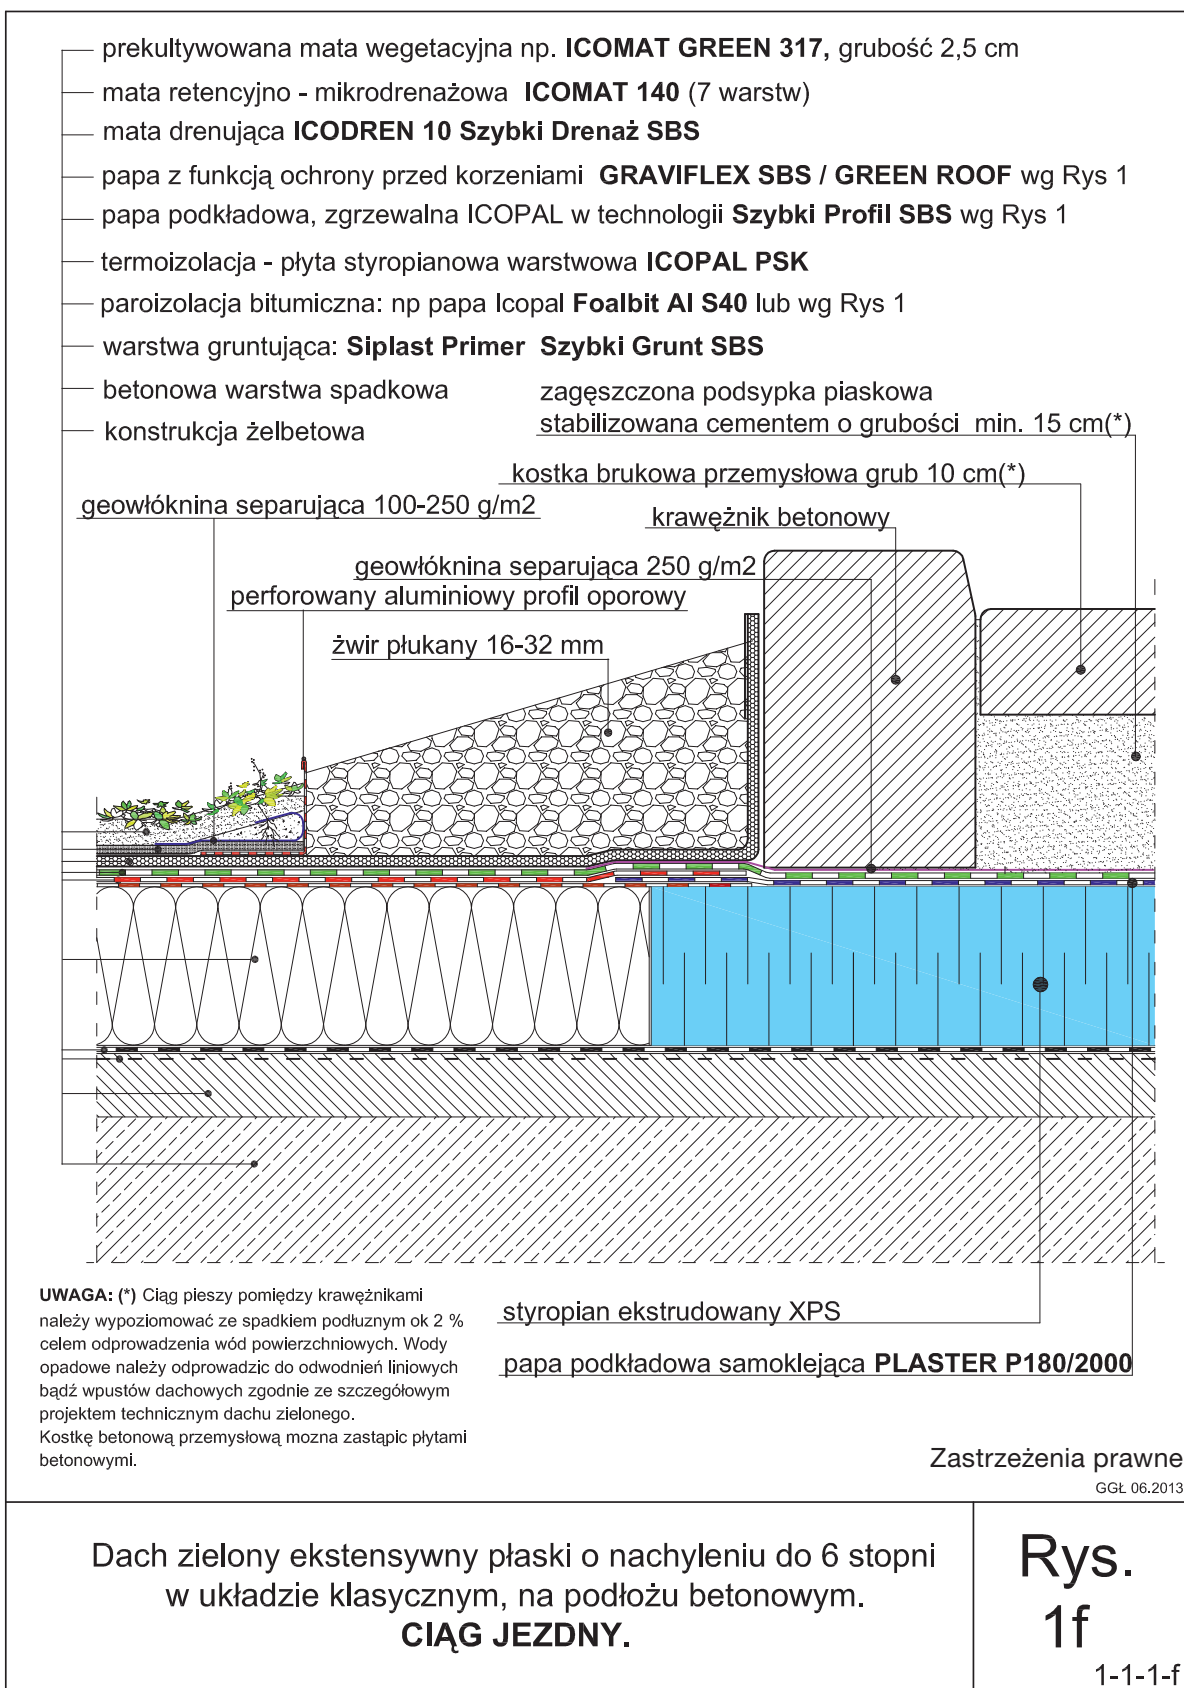 prekultywowana mata wegetacyjna np. ICOMAT GREEN 317, grubość 2,5 cm
mata retencyjno - mikrodrenażowa ICOMAT 140 (7 warstw)
mata drenująca ICODREN 10 Szybki Drenaż SBS
papa z funkcją ochrony przed korzeniami GRAVIFLEX SBS / GREEN ROOF wg Rys 1
papa podkładowa, zgrzewalna ICOPAL w technologii Szybki Profil SBS wg Rys 1
termoizolacja - płyta styropianowa warstwowa ICOPAL PSK
paroizolacja bitumiczna: np papa Icopal Foalbit Al S40 lub wg Rys 1
warstwa gruntująca: Siplast Primer Szybki Grunt SBS
betonowa warstwa spadkowa
konstrukcja żelbetowa
zagęszczona podsypka piaskowa
stabilizowana cementem o grubości min. 15 cm(*)
kostka brukowa przemysłowa grub 10 cm(*)
geowłóknina separująca 100-250 g/m2
krawężnik betonowy
geowłóknina separująca 250 g/m2
perforowany aluminiowy profil oporowy
żwir płukany 16-32 mm
UWAGA: (*) Ciąg pieszy pomiędzy krawężnikami
należy wypoziomować ze spadkiem podłuznym ok 2 %
celem odprowadzenia wód powierzchniowych. Wody
opadowe należy odprowadzic do odwodnień liniowych
bądź wpustów dachowych zgodnie ze szczegółowym
projektem technicznym dachu zielonego.
Kostkę betonową przemysłową mozna zastąpic płytami
betonowymi.
styropian ekstrudowany XPS
papa podkładowa samoklejąca PLASTER P180/2000
Zastrzeżenia prawne
GGŁ 06.2013
Dach zielony ekstensywny płaski o nachyleniu do 6 stopni
w układzie klasycznym, na podłożu betonowym.
CIĄG JEZDNY.
Rys.
1f
1-1-1-f